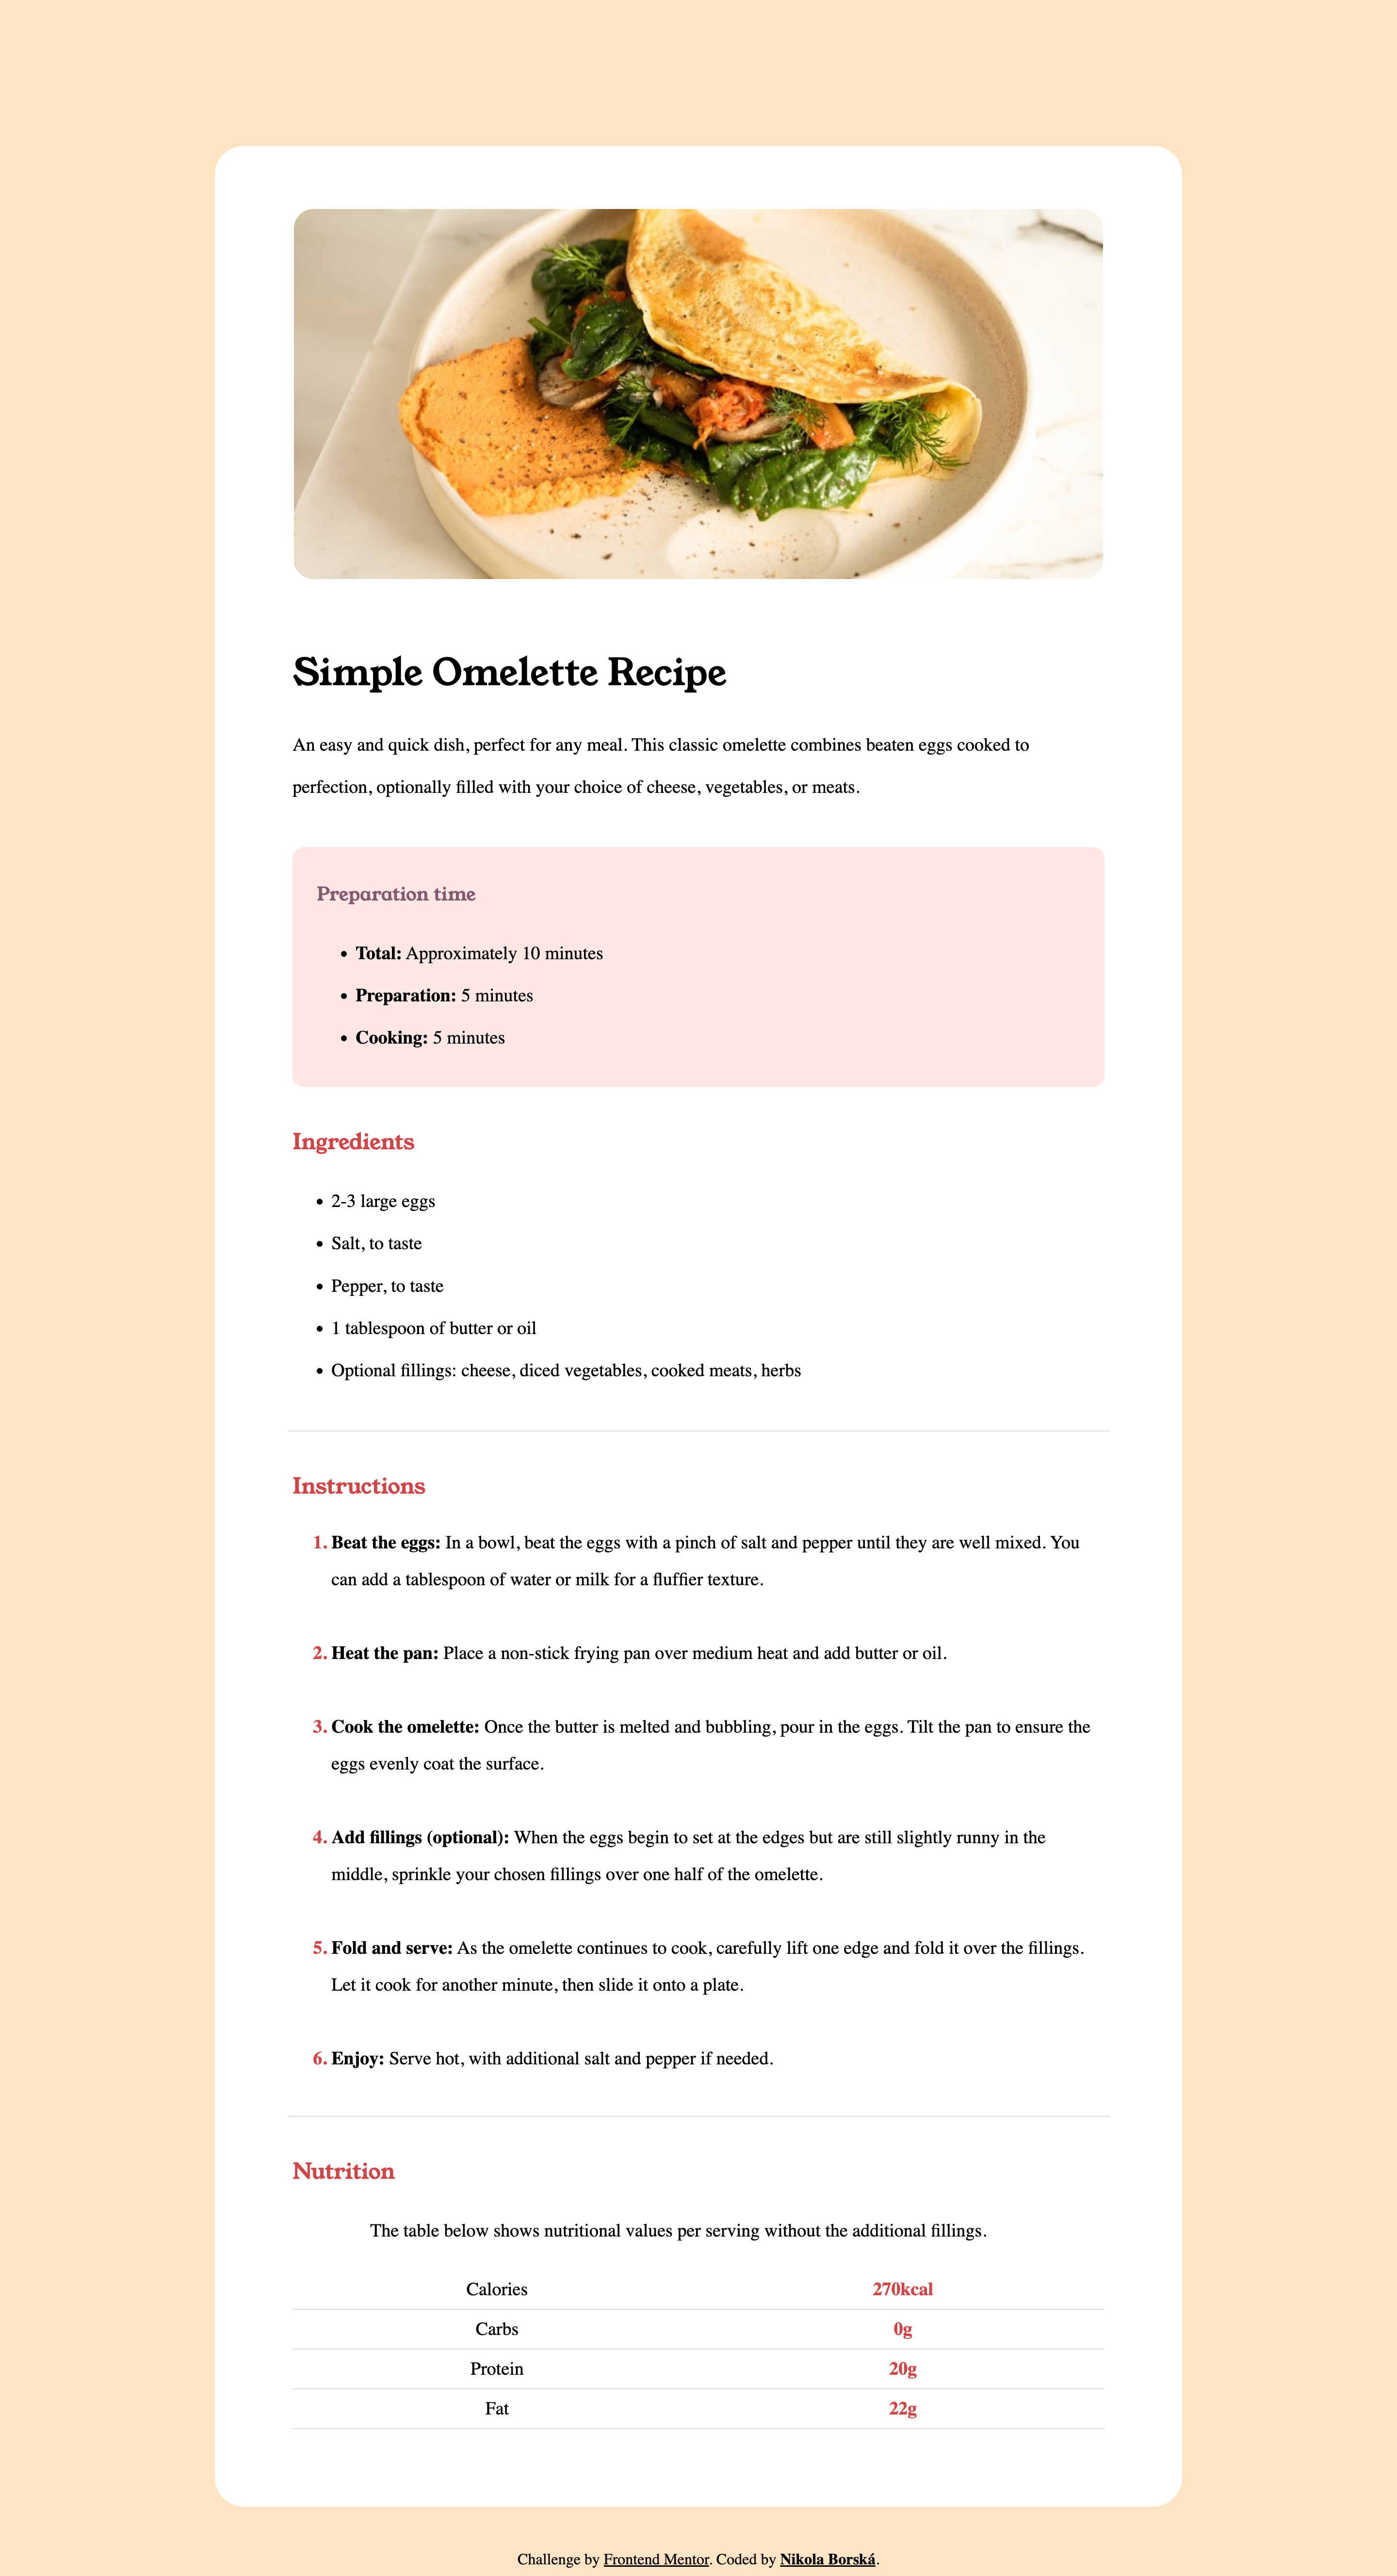 Simple Omelette Recipe
An easy and quick dish, perfect for any meal. This classic omelette combines beaten eggs cooked to
perfection, optionally filled with your choice of cheese, vegetables, or meats.
Preparation time
• Total: Approximately 10 minutes
• Preparation: 5 minutes
• Cooking: 5 minutes
Ingredients
• 2-3 large eggs
• Salt, to taste
• Pepper, to taste
• 1 tablespoon of butter or oil
• Optional fillings: cheese, diced vegetables, cooked meats, herbs
Instructions
1. Beat the eggs: In a bowl, beat the eggs with a pinch of salt and pepper until they are well mixed. You
can add a tablespoon of water or milk for a fluffier texture.
2. Heat the pan: Place a non-stick frying pan over medium heat and add butter or oil.
3. Cook the omelette: Once the butter is melted and bubbling, pour in the eggs. Tilt the pan to ensure the
eggs evenly coat the surface.
4. Add fillings (optional): When the eggs begin to set at the edges but are still slightly runny in the
middle, sprinkle your chosen fillings over one half of the omelette.
5. Fold and serve: As the omelette continues to cook, carefully lift one edge and fold it over the fillings.
Let it cook for another minute, then slide it onto a plate.
6. Enjoy: Serve hot, with additional salt and pepper if needed.
Nutrition
The table below shows nutritional values per serving without the additional fillings.
Calories 270kcal
Carbs 0g
Protein 20g
Fat 22g
Challenge by Frontend Mentor. Coded by Nikola Borská.